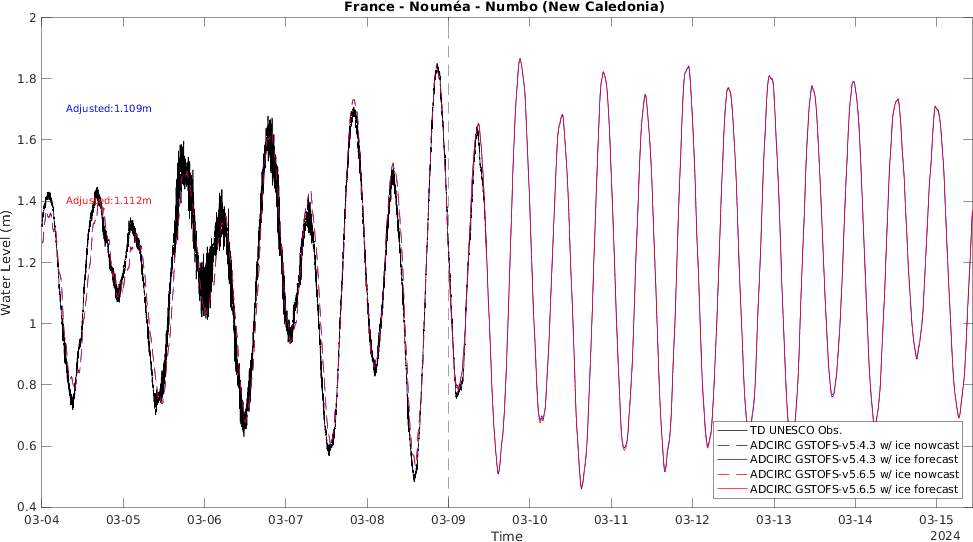 France - Nouméa - Numbo (New Caledonia)
2
1.8
1.6
1.4
1.2
1
0.8
0.6
0.4
Water Level (m)
Adjusted:1.109m
Adjusted:1.112m
TD UNESCO Obs.
ADCIRC GSTOFS-v5.4.3 w/ ice nowcast
ADCIRC GSTOFS-v5.4.3 w/ ice forecast
ADCIRC GSTOFS-v5.6.5 w/ ice nowcast
ADCIRC GSTOFS-v5.6.5 w/ ice forecast
03-04 03-05 03-06 03-07 03-08 03-09 03-10 03-11 03-12 03-13 03-14 03-15
Time
2024